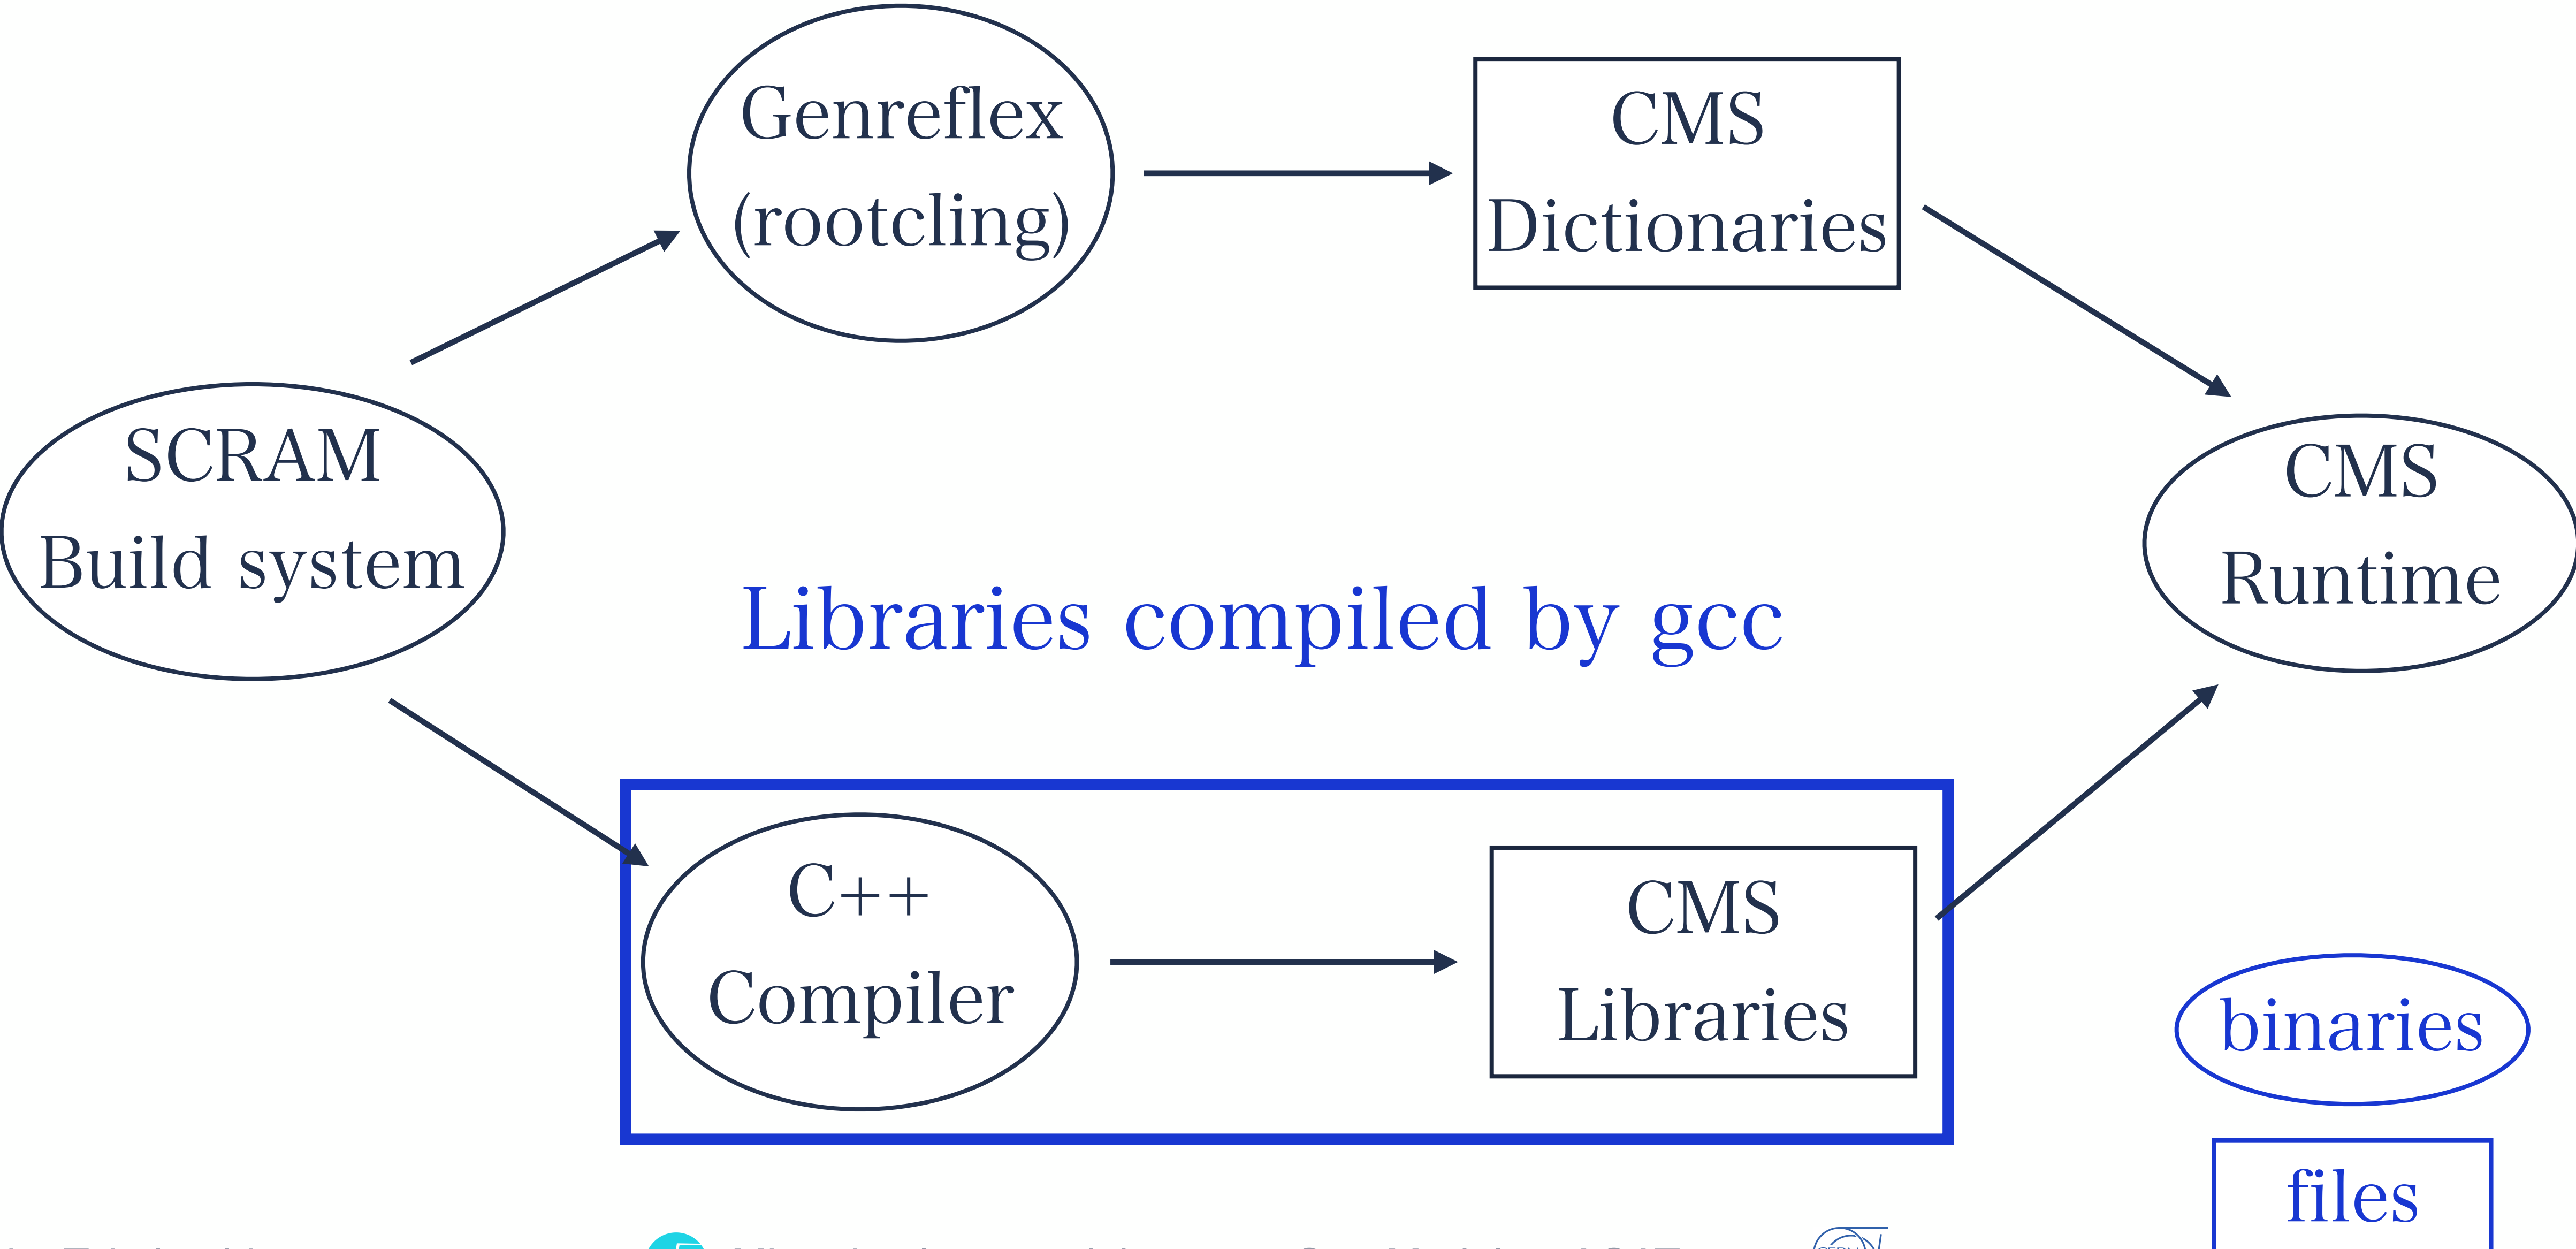 Genreflex
(rootcling)
CMS
Dictionaries
SCRAM
Build system
CMS
Runtime
Libraries compiled by gcc
C++
Compiler
CMS
Libraries
binaries
files